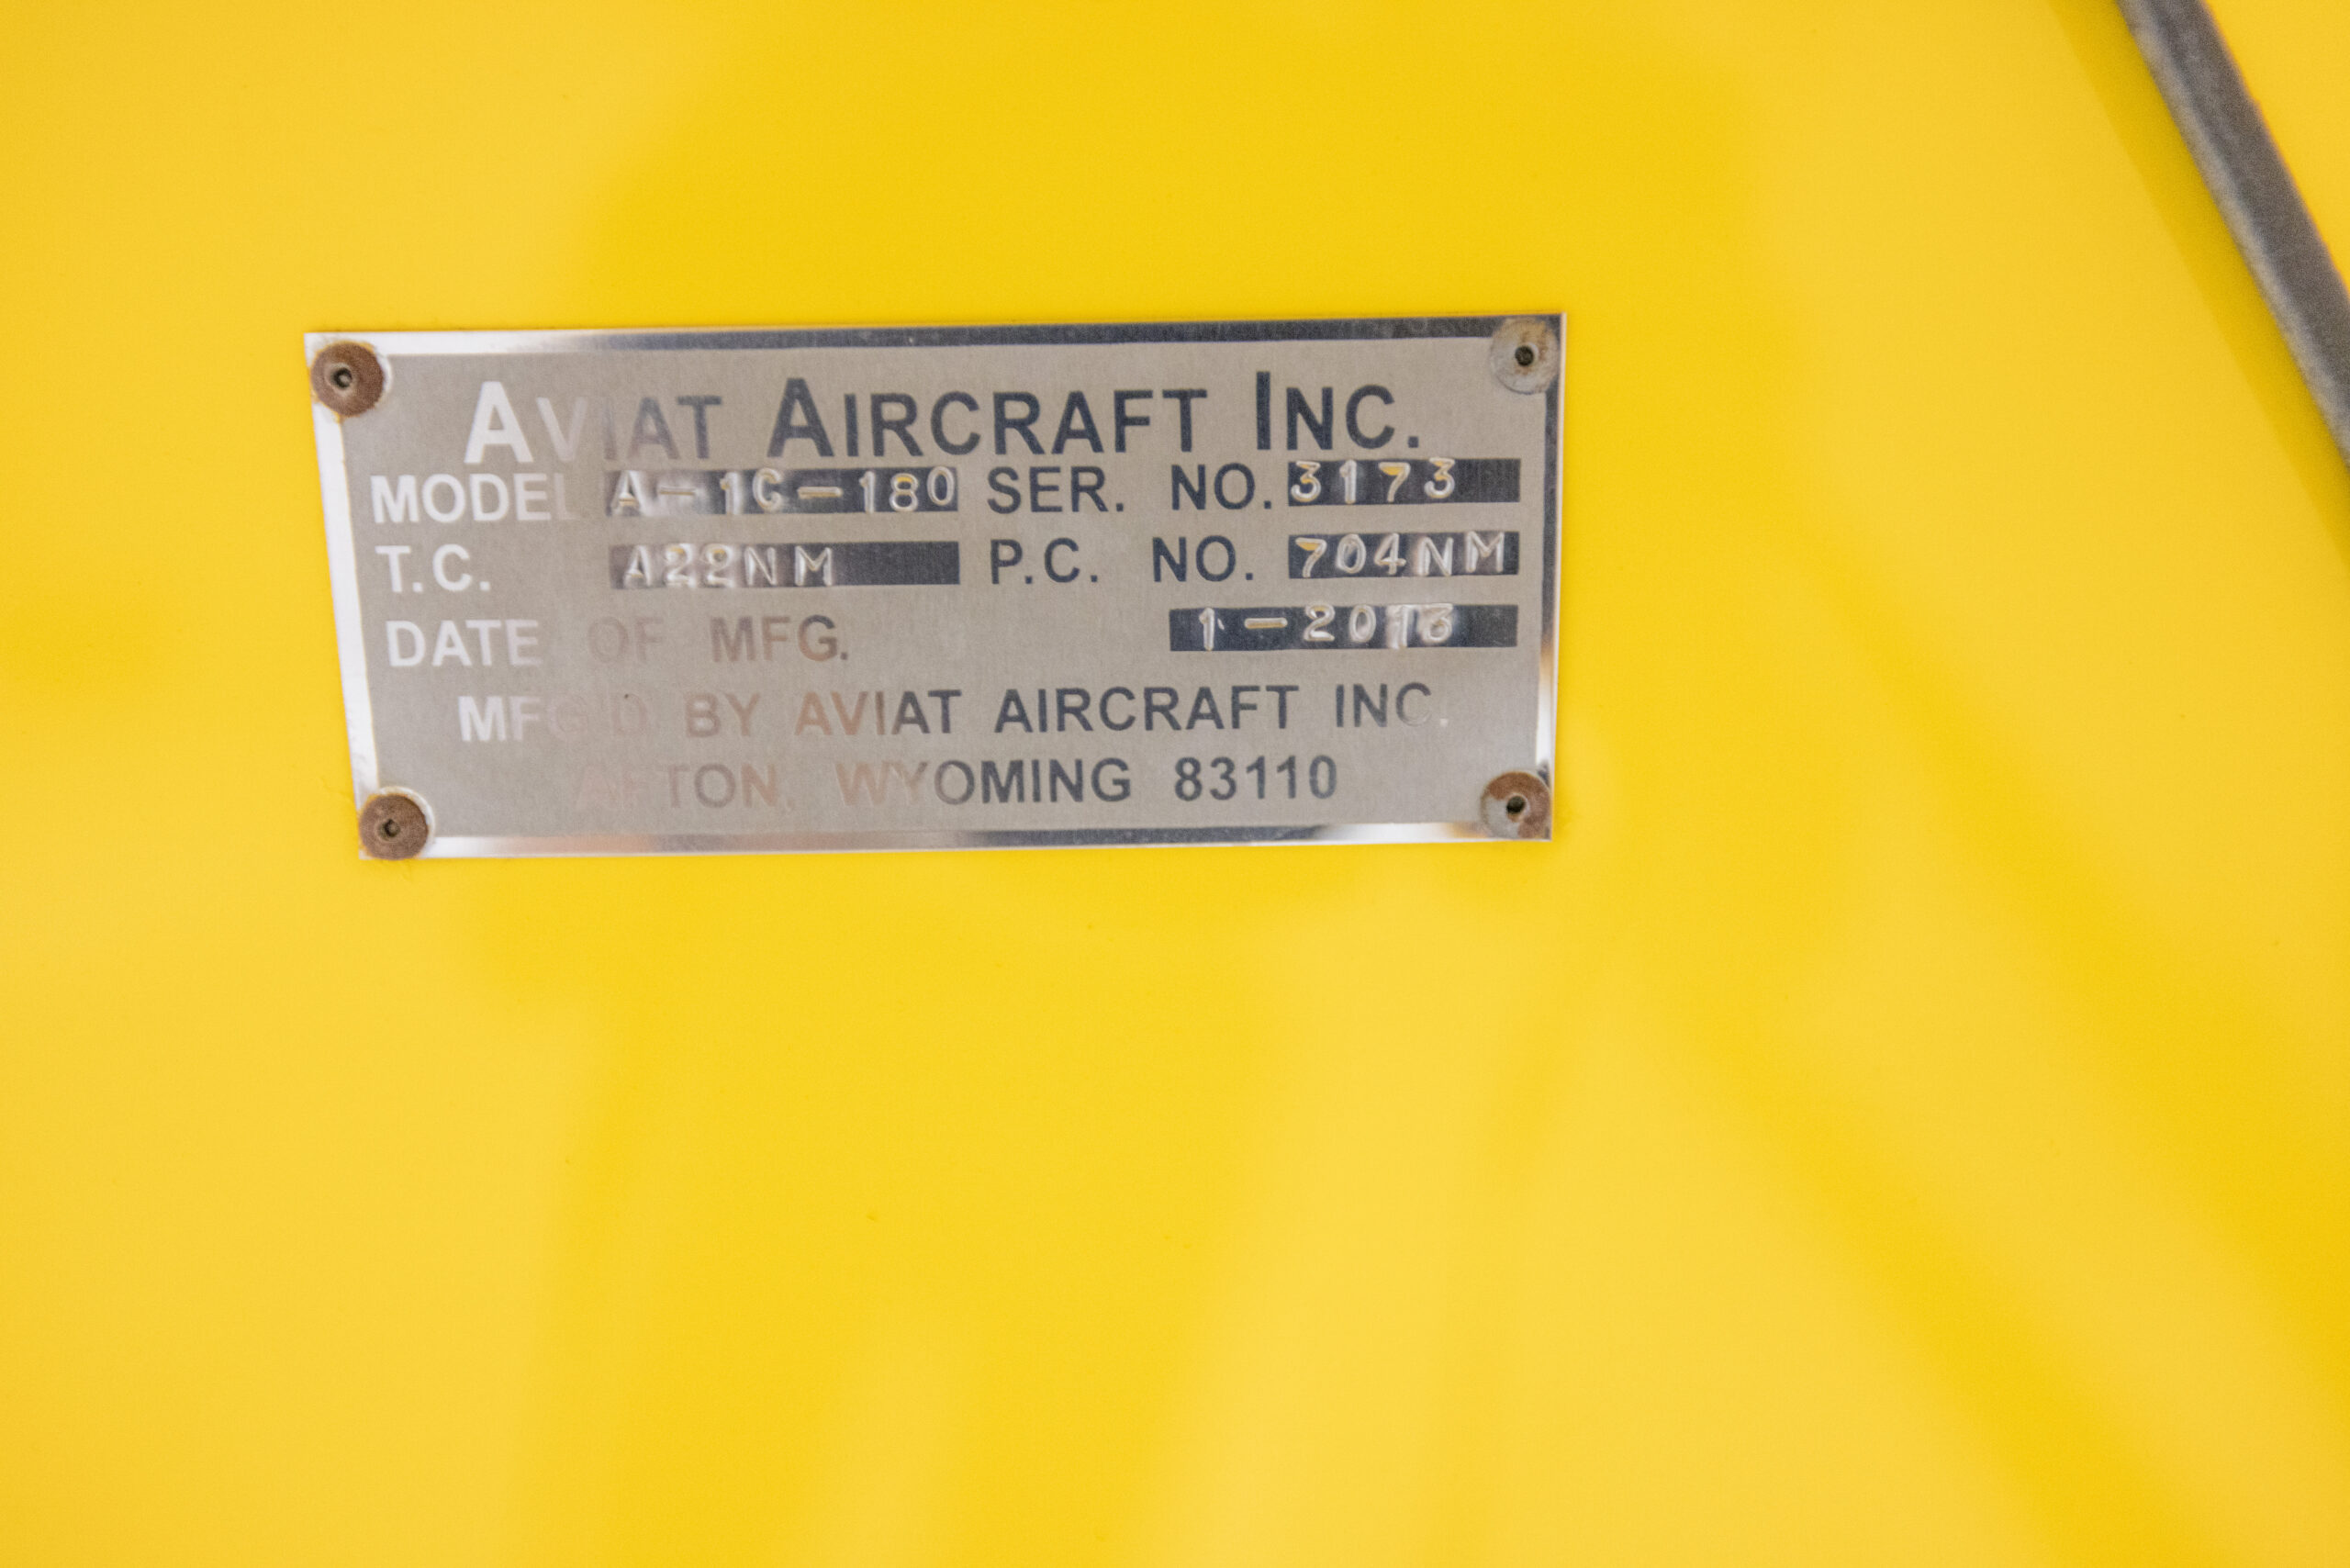 AVIAT AIRCRAFT INC.
MODEL A-1C-180 SER. NO. 3173
T.C. A22NM P.C. NO. 704NM
DATE OF MFG. 1-2013
MFG'D BY AVIAT AIRCRAFT INC.
AFTON, WYOMING 83110